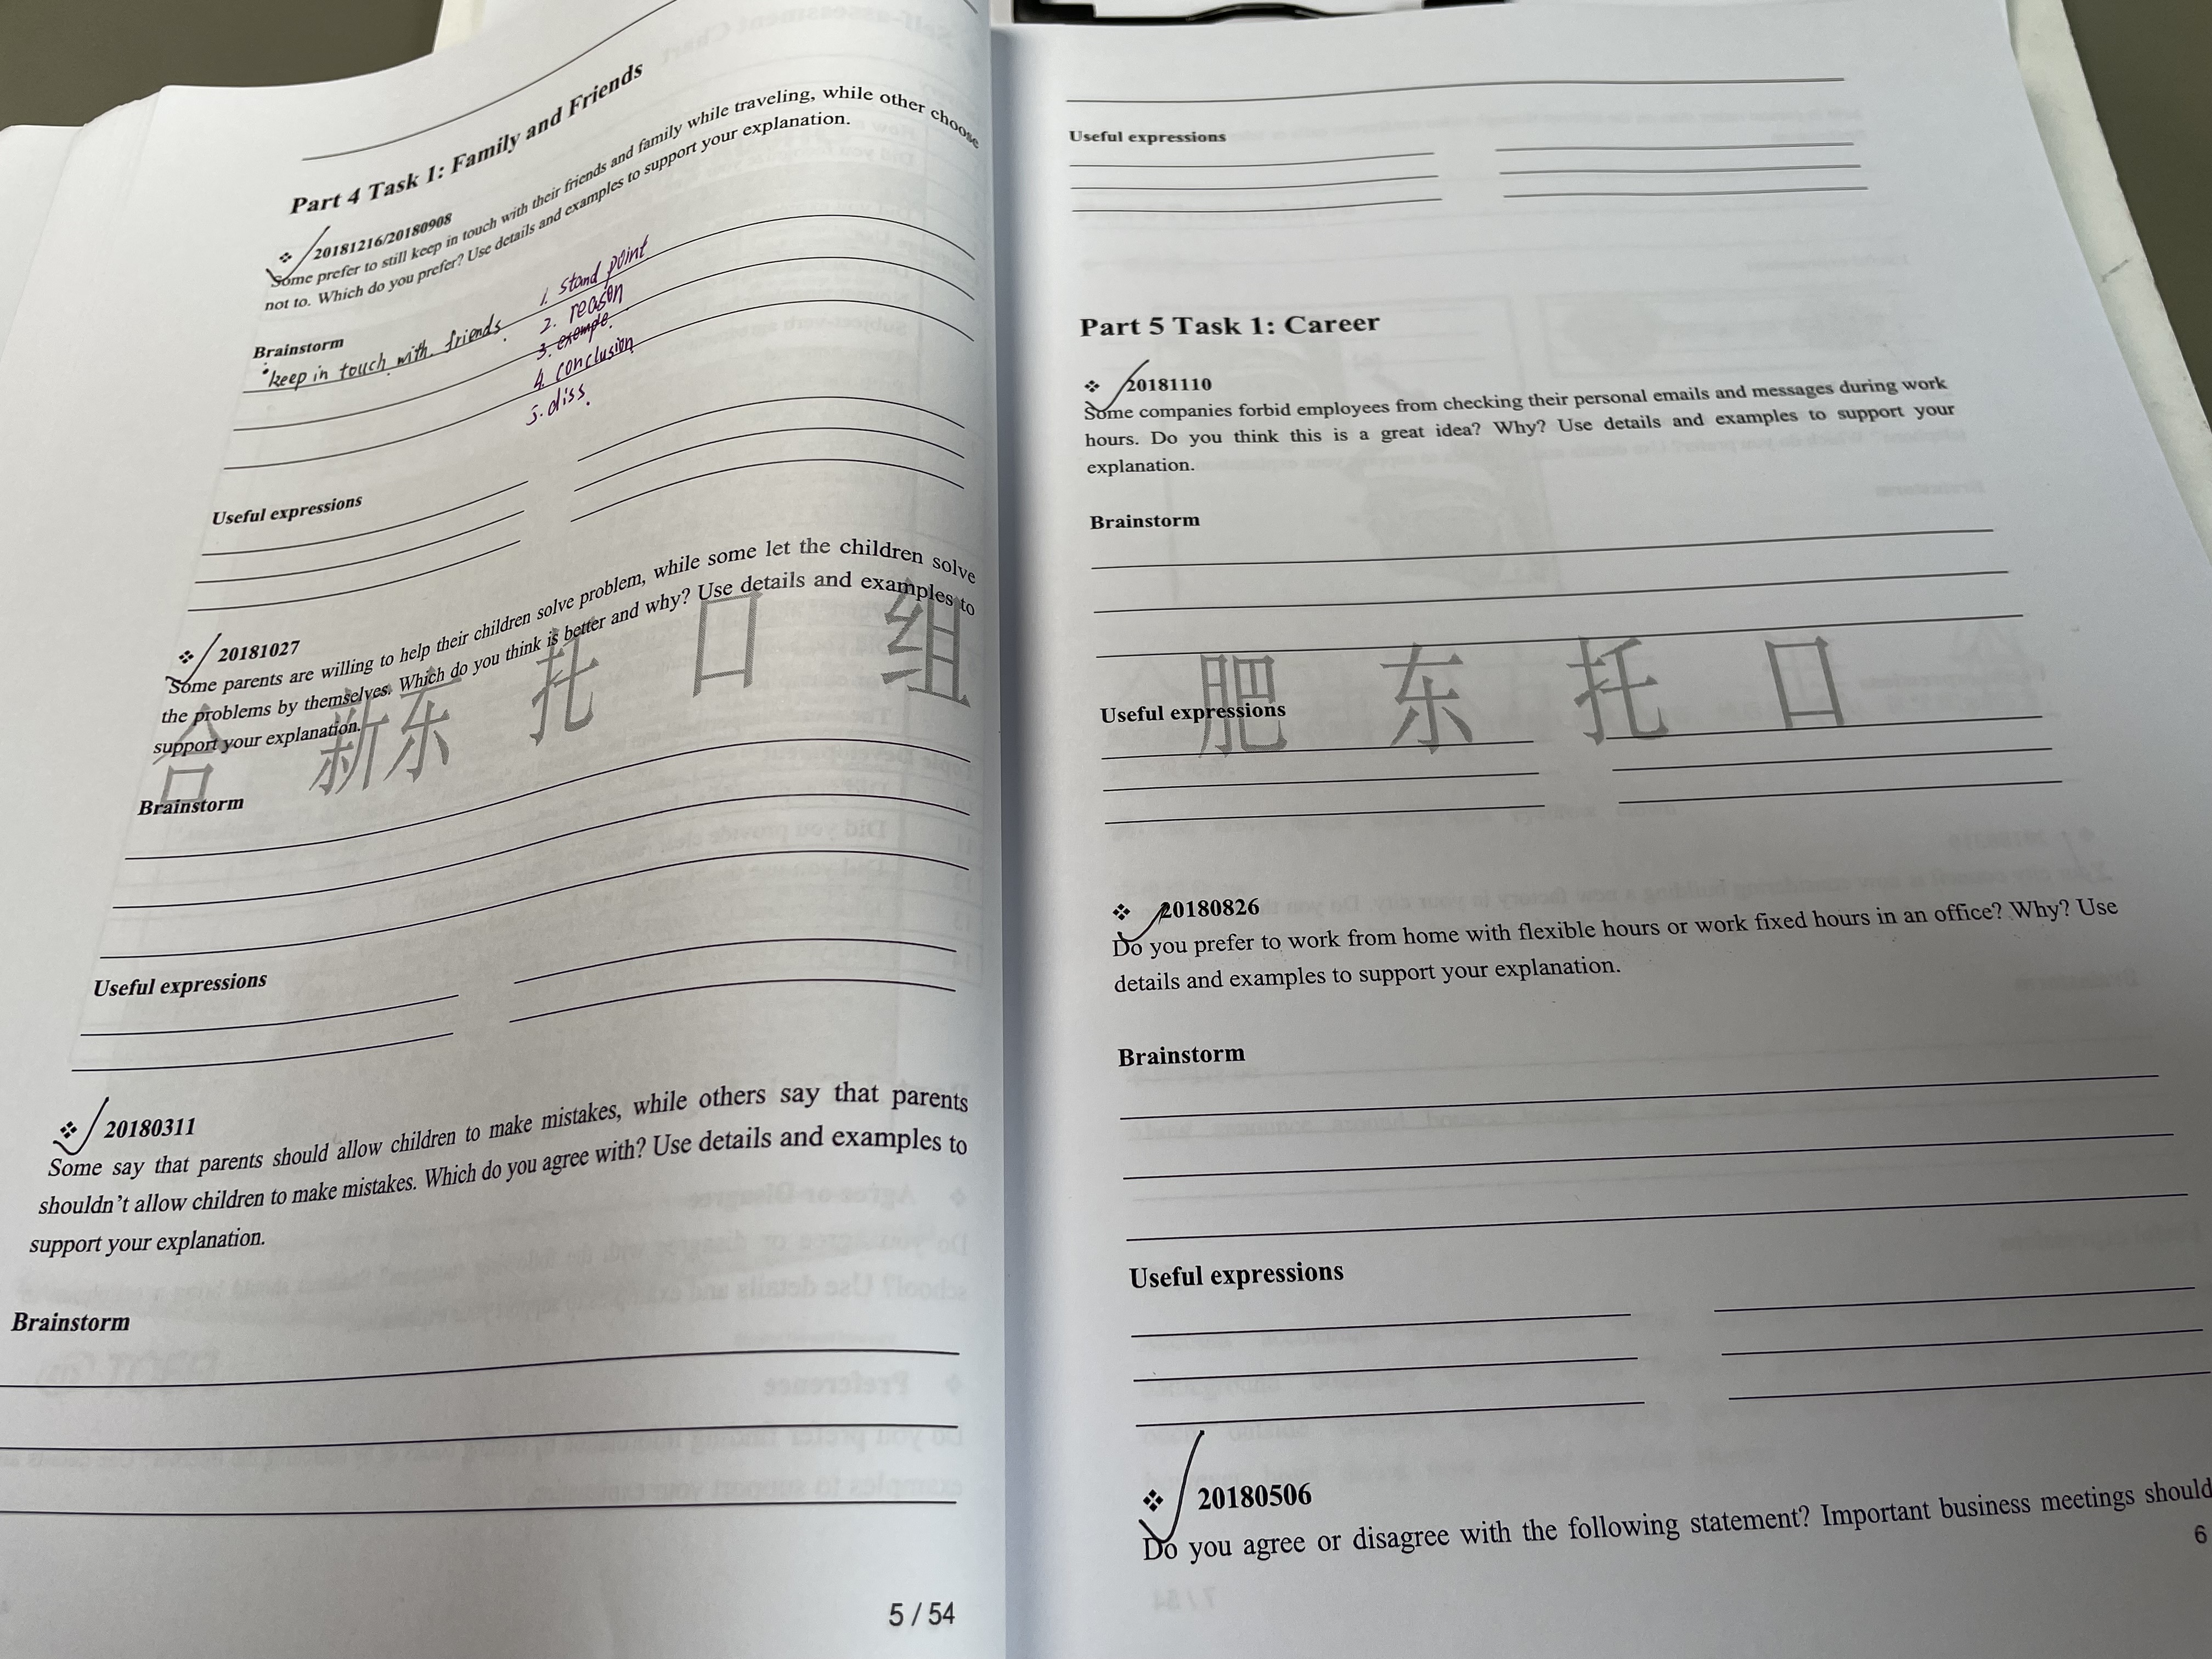 Part 4 Task 1: Family and Friends
❖ 20181216/20180908
Some prefer to still keep in touch with their friends and family while traveling, while other choose
not to. Which do you prefer? Use details and examples to support your explanation.
1. stand point
Brainstorm
2. reason
• keep in touch with friends.
3. example.
4. conclusion
5. diss.
Useful expressions
❖ 20181027
Some parents are willing to help their children solve problem, while some let the children solve
the problems by themselves. Which do you think is better and why? Use details and examples to
support your explanation.
Brainstorm
Useful expressions
❖ 20180311
Some say that parents should allow children to make mistakes, while others say that parents
shouldn't allow children to make mistakes. Which do you agree with? Use details and examples to
support your explanation.
Brainstorm
5 / 54
Useful expressions
Part 5 Task 1: Career
❖ 20181110
Some companies forbid employees from checking their personal emails and messages during work
hours. Do you think this is a great idea? Why? Use details and examples to support your
explanation.
Brainstorm
Useful expressions
肥东托口
❖ 20180826
Do you prefer to work from home with flexible hours or work fixed hours in an office? Why? Use
details and examples to support your explanation.
Brainstorm
Useful expressions
❖ 20180506
Do you agree or disagree with the following statement? Important business meetings should
6